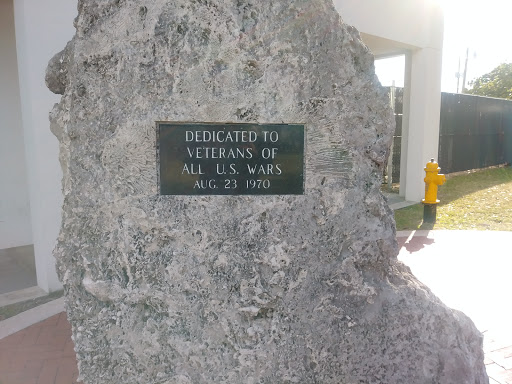 DEDICATED TO
VETERANS OF
ALL U.S. WARS
AUG. 23 1970